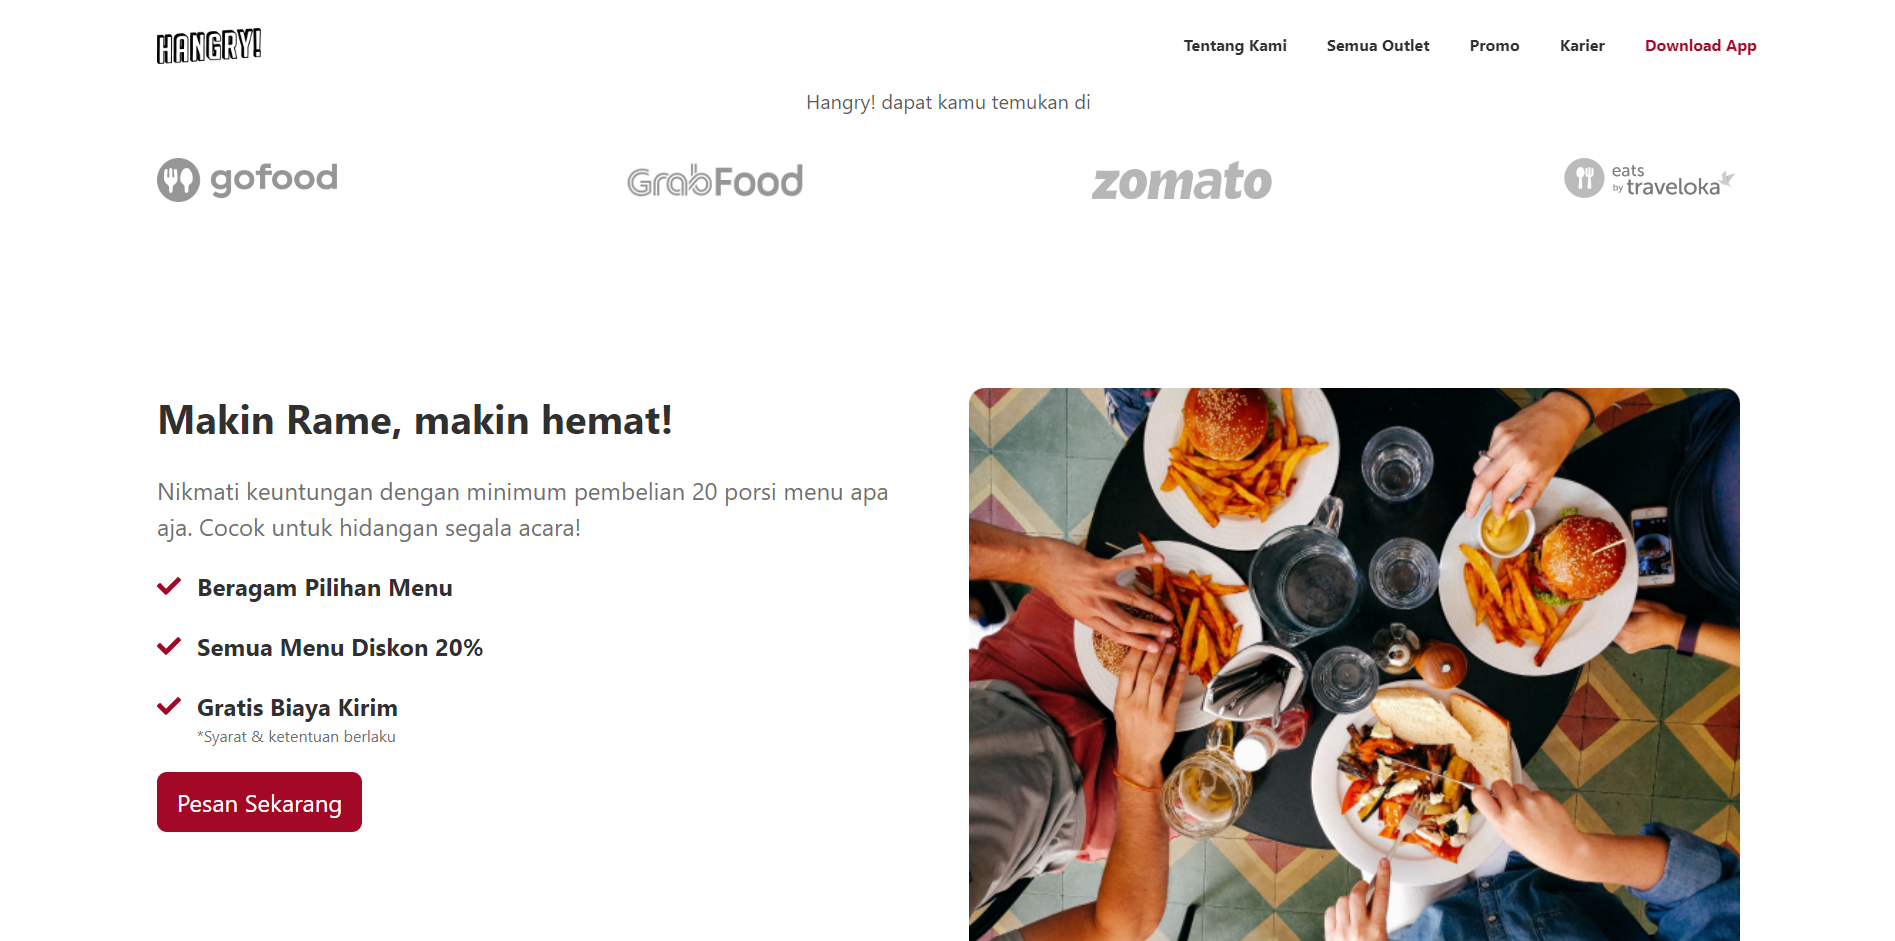 HANGRY!
Tentang Kami
Semua Outlet
Promo
Karier
Download App
Hangry! dapat kamu temukan di
gofood
GrabFood
zomato
eats
by traveloka
Makin Rame, makin hemat!
Nikmati keuntungan dengan minimum pembelian 20 porsi menu apa
aja. Cocok untuk hidangan segala acara!
Beragam Pilihan Menu
Semua Menu Diskon 20%
Gratis Biaya Kirim
*Syarat & ketentuan berlaku
Pesan Sekarang